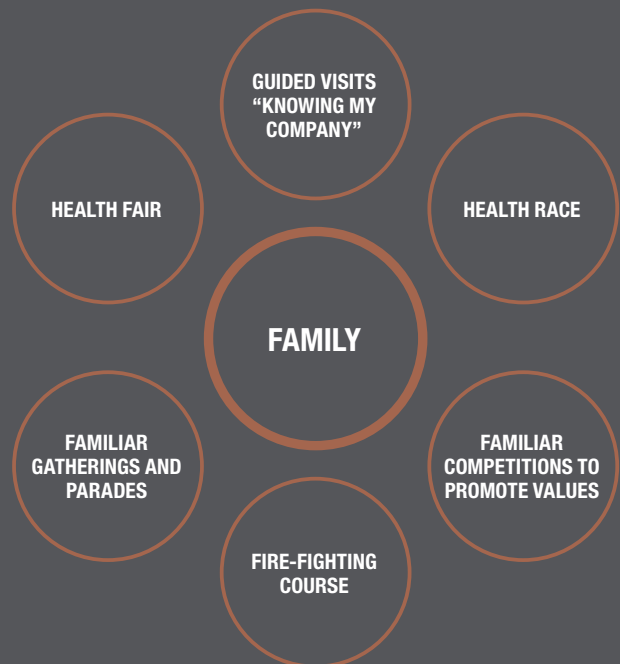 GUIDED VISITS
“KNOWING MY
COMPANY”
HEALTH FAIR
HEALTH RACE
FAMILY
FAMILIAR
GATHERINGS AND
PARADES
FAMILIAR
COMPETITIONS TO
PROMOTE VALUES
FIRE-FIGHTING
COURSE